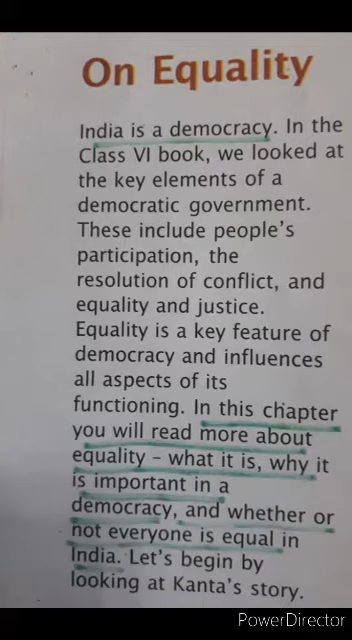 On Equality
India is a democracy. In the
Class VI book, we looked at
the key elements of a
democratic government.
These include people's
participation, the
resolution of conflict, and
equality and justice.
Equality is a key feature of
democracy and influences
all aspects of its
functioning. In this chapter
you will read more about
equality – what it is, why it
is important in a
democracy, and whether or
not everyone is equal in
India. Let's begin by
looking at Kanta's story.
PowerDirector